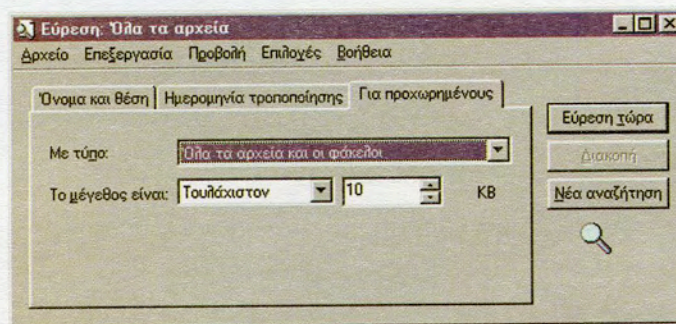 Εύρεση: Όλα τα αρχεία
Αρχείο Επεξεργασία Προβολή Επιλογές Βοήθεια
Όνομα και θέση Ημερομηνία τροποποίησης Για προχωρημένους
Με τύπο: Όλα τα αρχεία και οι φάκελοι
Το μέγεθος είναι: Τουλάχιστον 10 KB
Εύρεση τώρα
Διακοπή
Νέα αναζήτηση